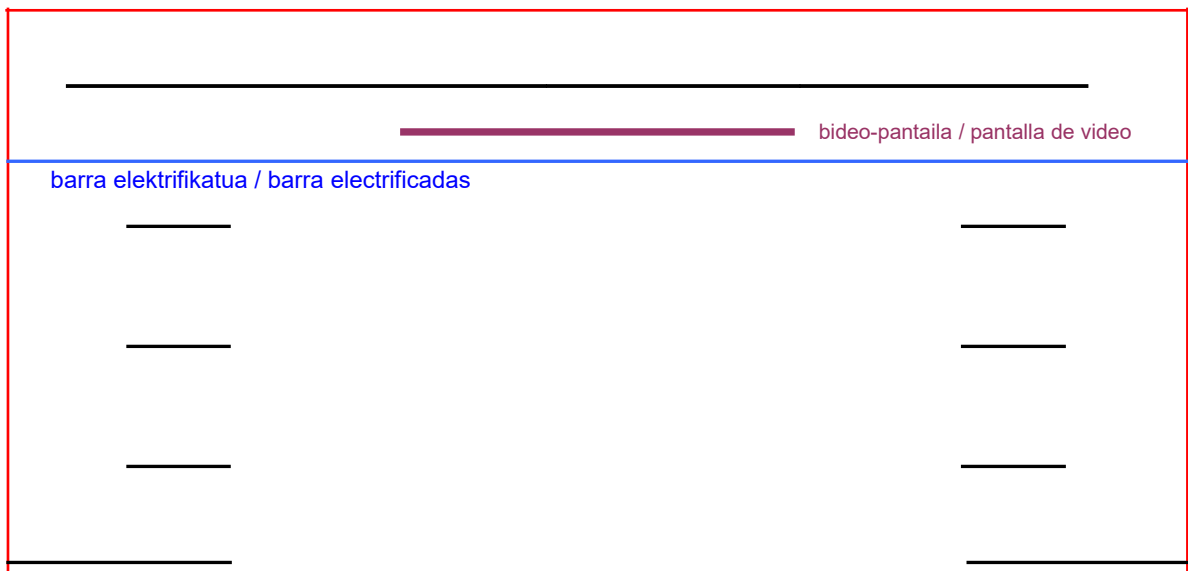 bideo-pantaila / pantalla de video
barra elektrifikatua / barra electrificadas